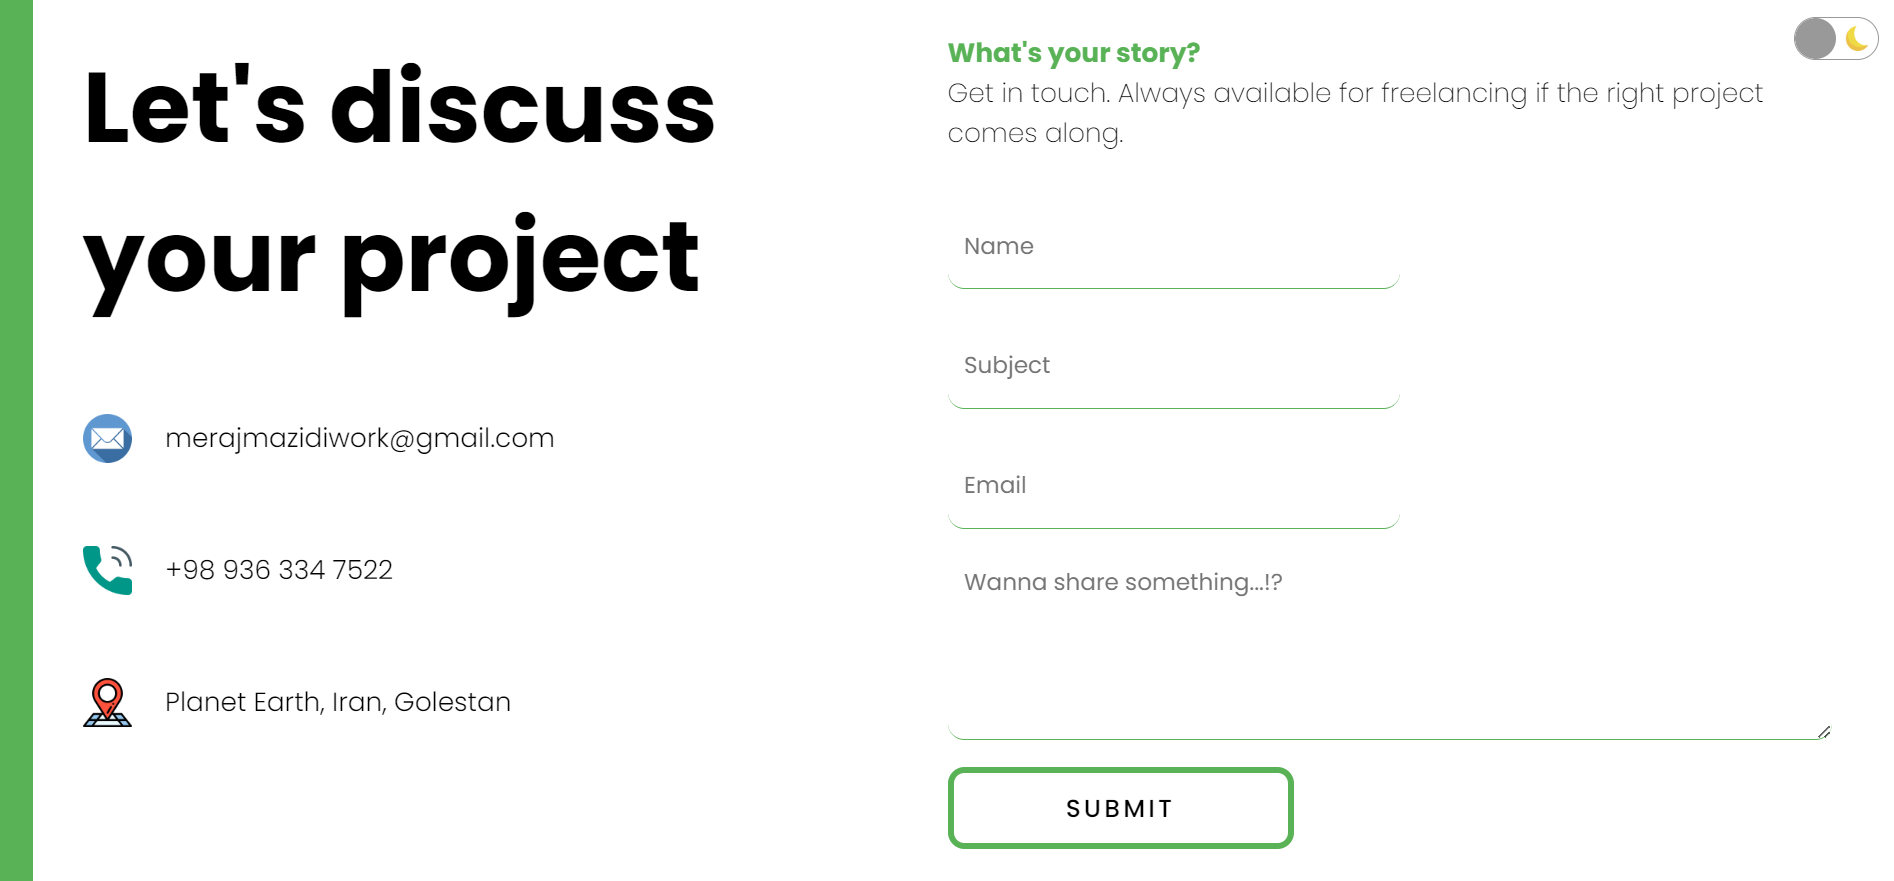 Let's discuss
your project
merajmazidiwork@gmail.com
+98 936 334 7522
Planet Earth, Iran, Golestan
What's your story?
Get in touch. Always available for freelancing if the right project
comes along.
Name
Subject
Email
Wanna share something...!?
SUBMIT